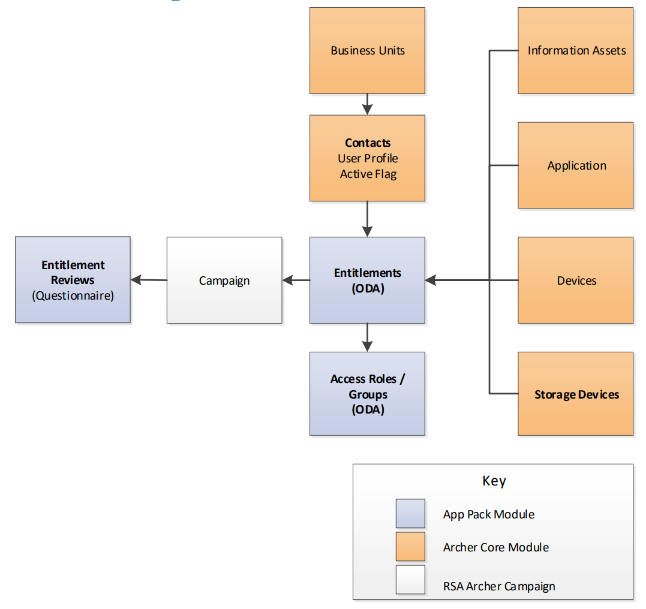 Business Units
Information Assets
Contacts
User Profile
Active Flag
Application
Entitlement
Reviews
(Questionnaire)
Campaign
Entitlements
(ODA)
Devices
Access Roles /
Groups
(ODA)
Storage Devices
Key
App Pack Module
Archer Core Module
RSA Archer Campaign